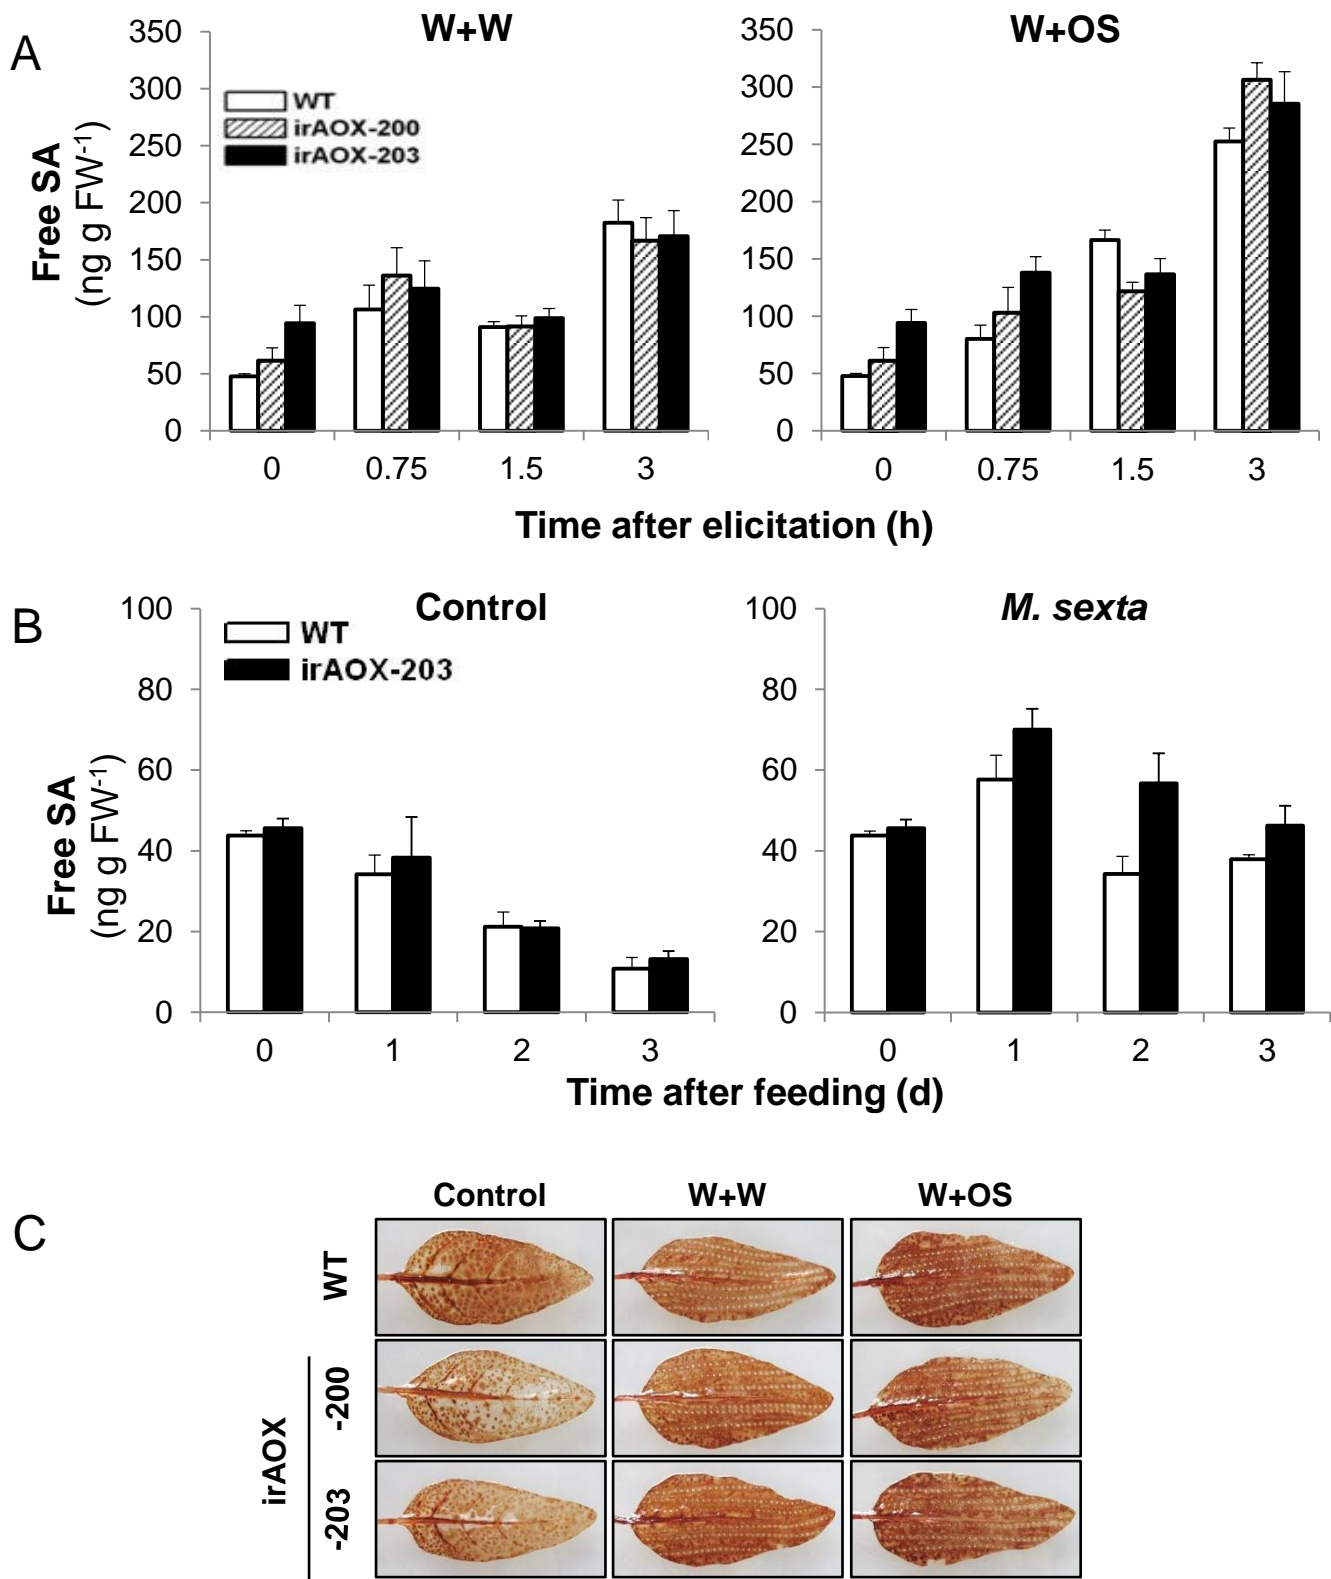 A
W+W
W+OS
350
300
250
200
150
100
50
0
Free SA
(ng g FW-1)
WT
irAOX-200
irAOX-203
0 0.75 1.5 3
350
300
250
200
150
100
50
0
0 0.75 1.5 3
Time after elicitation (h)
B
Control
M. sexta
100
80
60
40
20
0
Free SA
(ng g FW-1)
WT
irAOX-203
0 1 2 3
100
80
60
40
20
0
0 1 2 3
Time after feeding (d)
C
Control W+W W+OS
WT
irAOX
-200
-203